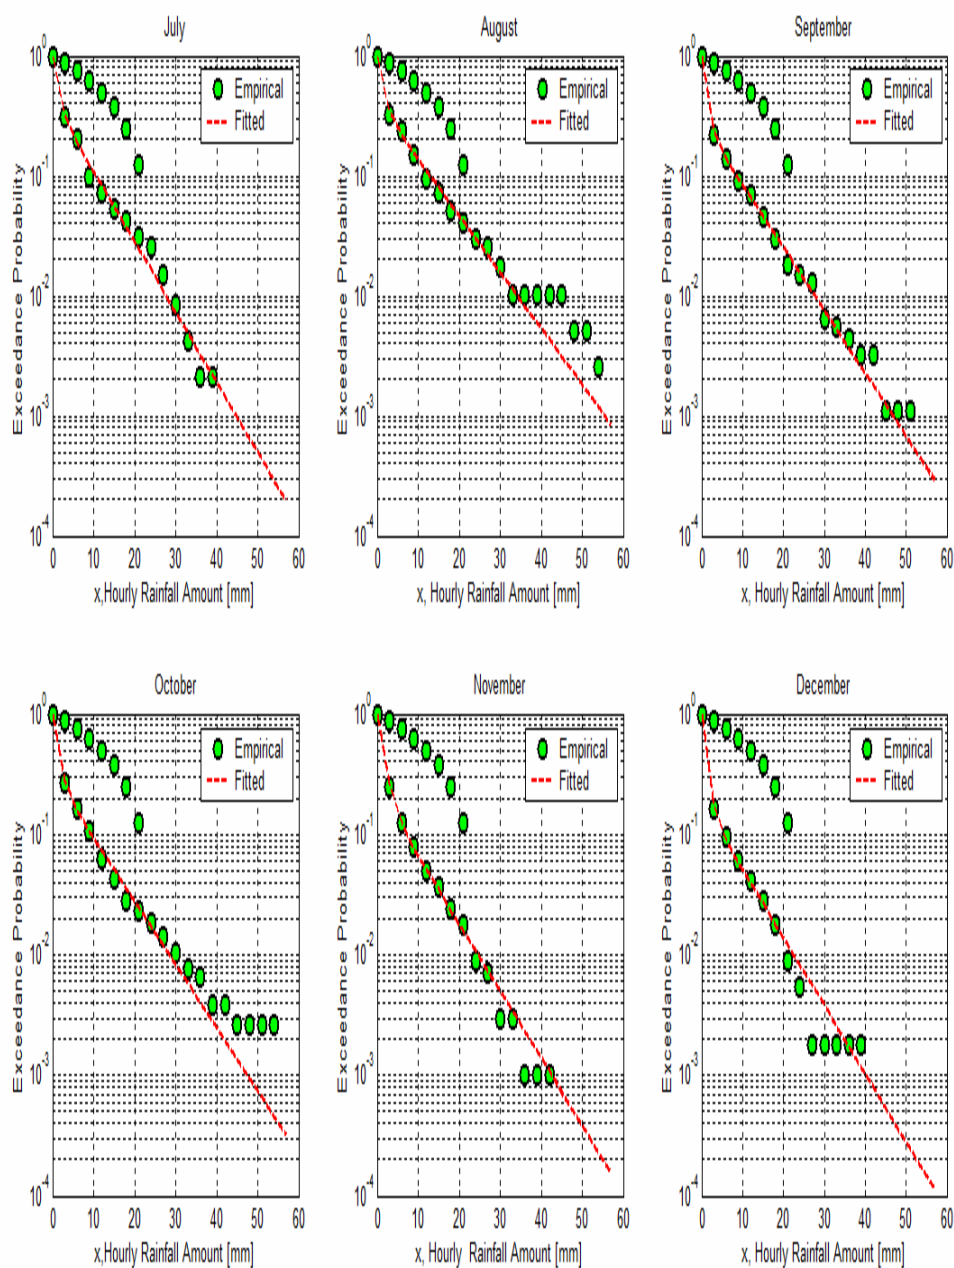 July
August
September
10^0
10^-1
10^-2
10^-3
10^-4
Exceedance Probability
Empirical
Fitted
0 10 20 30 40 50 60
x,Hourly Rainfall Amount [mm]
10^0
10^-1
10^-2
10^-3
10^-4
Exceedance Probability
Empirical
Fitted
0 10 20 30 40 50 60
x, Hourly Rainfall Amount [mm]
10^0
10^-1
10^-2
10^-3
10^-4
Exceedance Probability
Empirical
Fitted
0 10 20 30 40 50 60
x, Hourly Rainfall Amount [mm]
October
November
December
10^0
10^-1
10^-2
10^-3
10^-4
Exceedance Probability
Empirical
Fitted
0 10 20 30 40 50 60
x,Hourly Rainfall Amount [mm]
10^0
10^-1
10^-2
10^-3
10^-4
Exceedance Probability
Empirical
Fitted
0 10 20 30 40 50 60
x, Hourly Rainfall Amount [mm]
10^0
10^-1
10^-2
10^-3
10^-4
Exceedance Probability
Empirical
Fitted
0 10 20 30 40 50 60
x, Hourly Rainfall Amount [mm]